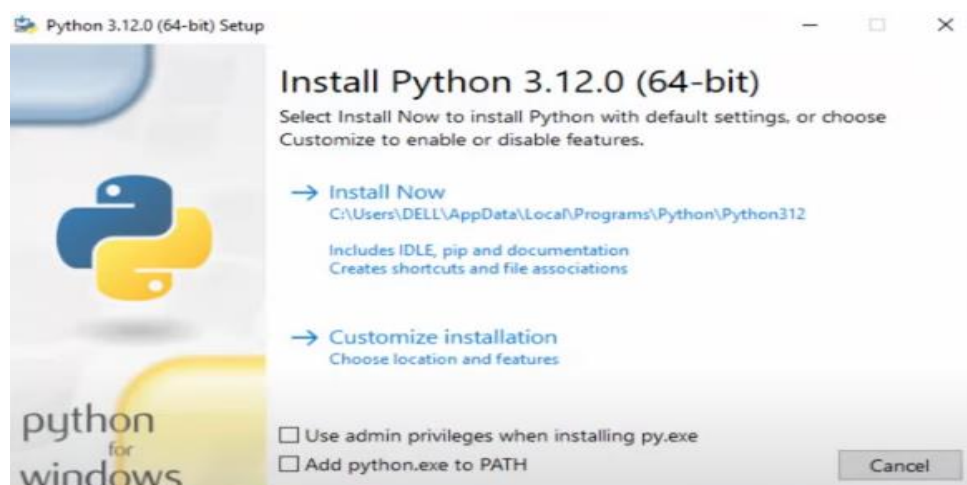 Python 3.12.0 (64-bit) Setup
Install Python 3.12.0 (64-bit)
Select Install Now to install Python with default settings, or choose
Customize to enable or disable features.
Install Now
C:\Users\DELL\AppData\Local\Programs\Python\Python312
Includes IDLE, pip and documentation
Creates shortcuts and file associations
Customize installation
Choose location and features
python
for
windows
Use admin privileges when installing py.exe
Add python.exe to PATH
Cancel